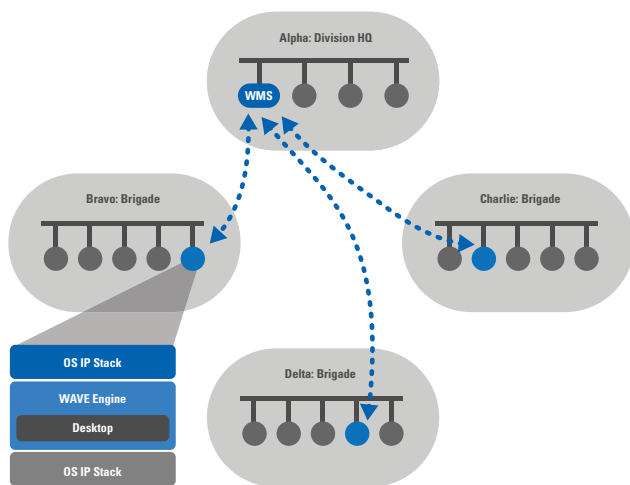 Alpha: Division HQ
WMS
Bravo: Brigade
Charlie: Brigade
OS IP Stack
WAVE Engine
Desktop
OS IP Stack
Delta: Brigade